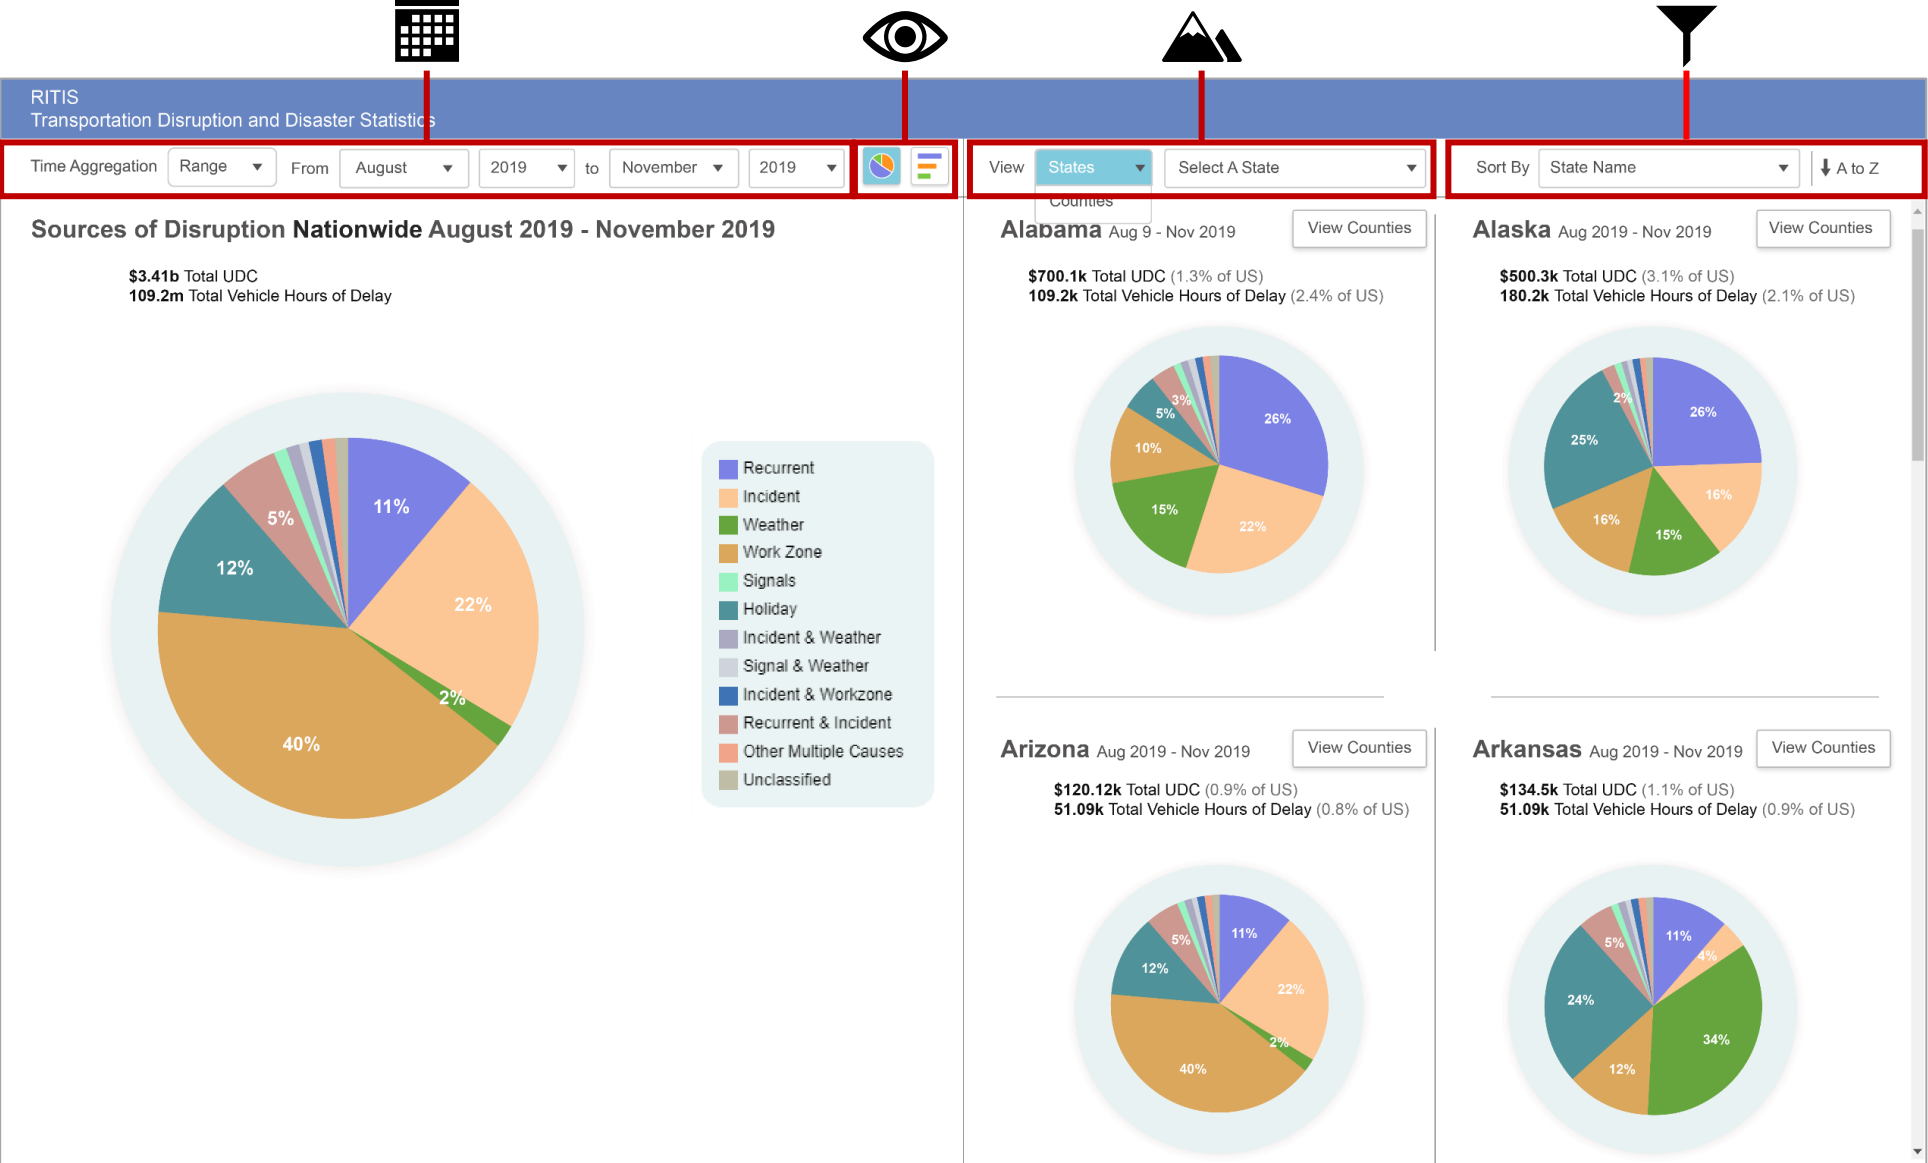 RITIS
Transportation Disruption and Disaster Statistics
Time Aggregation Range From August 2019 to November 2019
View States Select A State
Counties
Sort By State Name A to Z
Sources of Disruption Nationwide August 2019 - November 2019
$3.41b Total UDC
109.2m Total Vehicle Hours of Delay
11%
22%
2%
40%
12%
5%
Recurrent
Incident
Weather
Work Zone
Signals
Holiday
Incident & Weather
Signal & Weather
Incident & Workzone
Recurrent & Incident
Other Multiple Causes
Unclassified
Alabama Aug 9 - Nov 2019
View Counties
$700.1k Total UDC (1.3% of US)
109.2k Total Vehicle Hours of Delay (2.4% of US)
26%
22%
15%
10%
5%
3%
Alaska Aug 2019 - Nov 2019
View Counties
$500.3k Total UDC (3.1% of US)
180.2k Total Vehicle Hours of Delay (2.1% of US)
26%
16%
15%
16%
25%
2%
Arizona Aug 2019 - Nov 2019
View Counties
$120.12k Total UDC (0.9% of US)
51.09k Total Vehicle Hours of Delay (0.8% of US)
11%
22%
2%
40%
12%
5%
Arkansas Aug 2019 - Nov 2019
View Counties
$134.5k Total UDC (1.1% of US)
51.09k Total Vehicle Hours of Delay (0.9% of US)
11%
4%
34%
12%
24%
5%